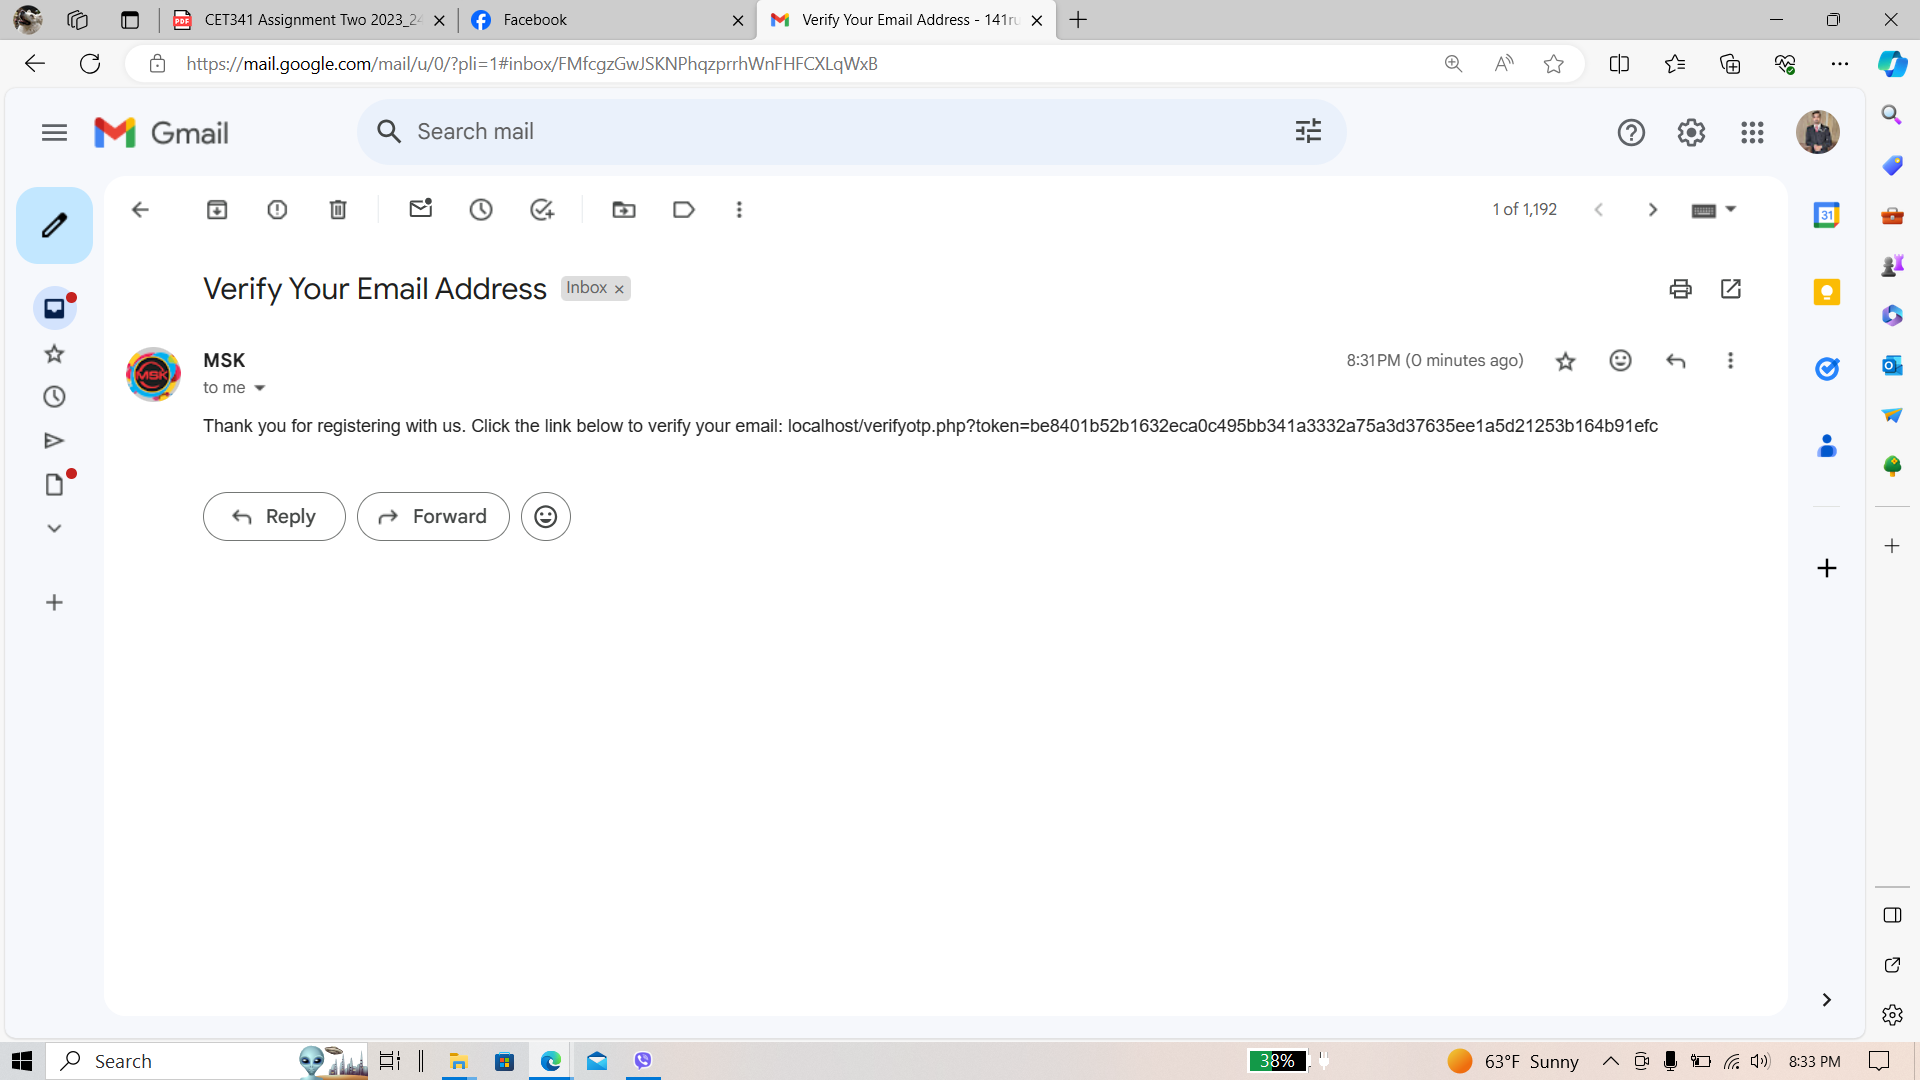 CET341 Assignment Two 2023_24
Facebook
Verify Your Email Address - 141ru
https://mail.google.com/mail/u/0/?pli=1#inbox/FMfcgzGwJSKNPhqzprrhWnFHFCXLqWxB
Gmail
Search mail
1 of 1,192
31
Verify Your Email Address
Inbox
MSK
MSK
8:31 PM (0 minutes ago)
to me
Thank you for registering with us. Click the link below to verify your email: localhost/verifyotp.php?token=be8401b52b1632eca0c495bb341a3332a75a3d37635ee1a5d21253b164b91efc
Reply
Forward
Search
38%
63°F Sunny
8:33 PM